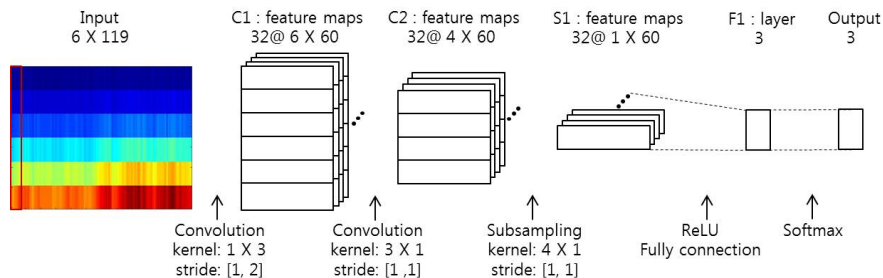 Input
6 X 119
C1 : feature maps
32@ 6 X 60
C2 : feature maps
32@ 4 X 60
S1 : feature maps
32@ 1 X 60
F1 : layer
3
Output
3
Convolution
kernel: 1 X 3
stride: [1, 2]
Convolution
kernel: 3 X 1
stride: [1 ,1]
Subsampling
kernel: 4 X 1
stride: [1, 1]
ReLU
Fully connection
Softmax